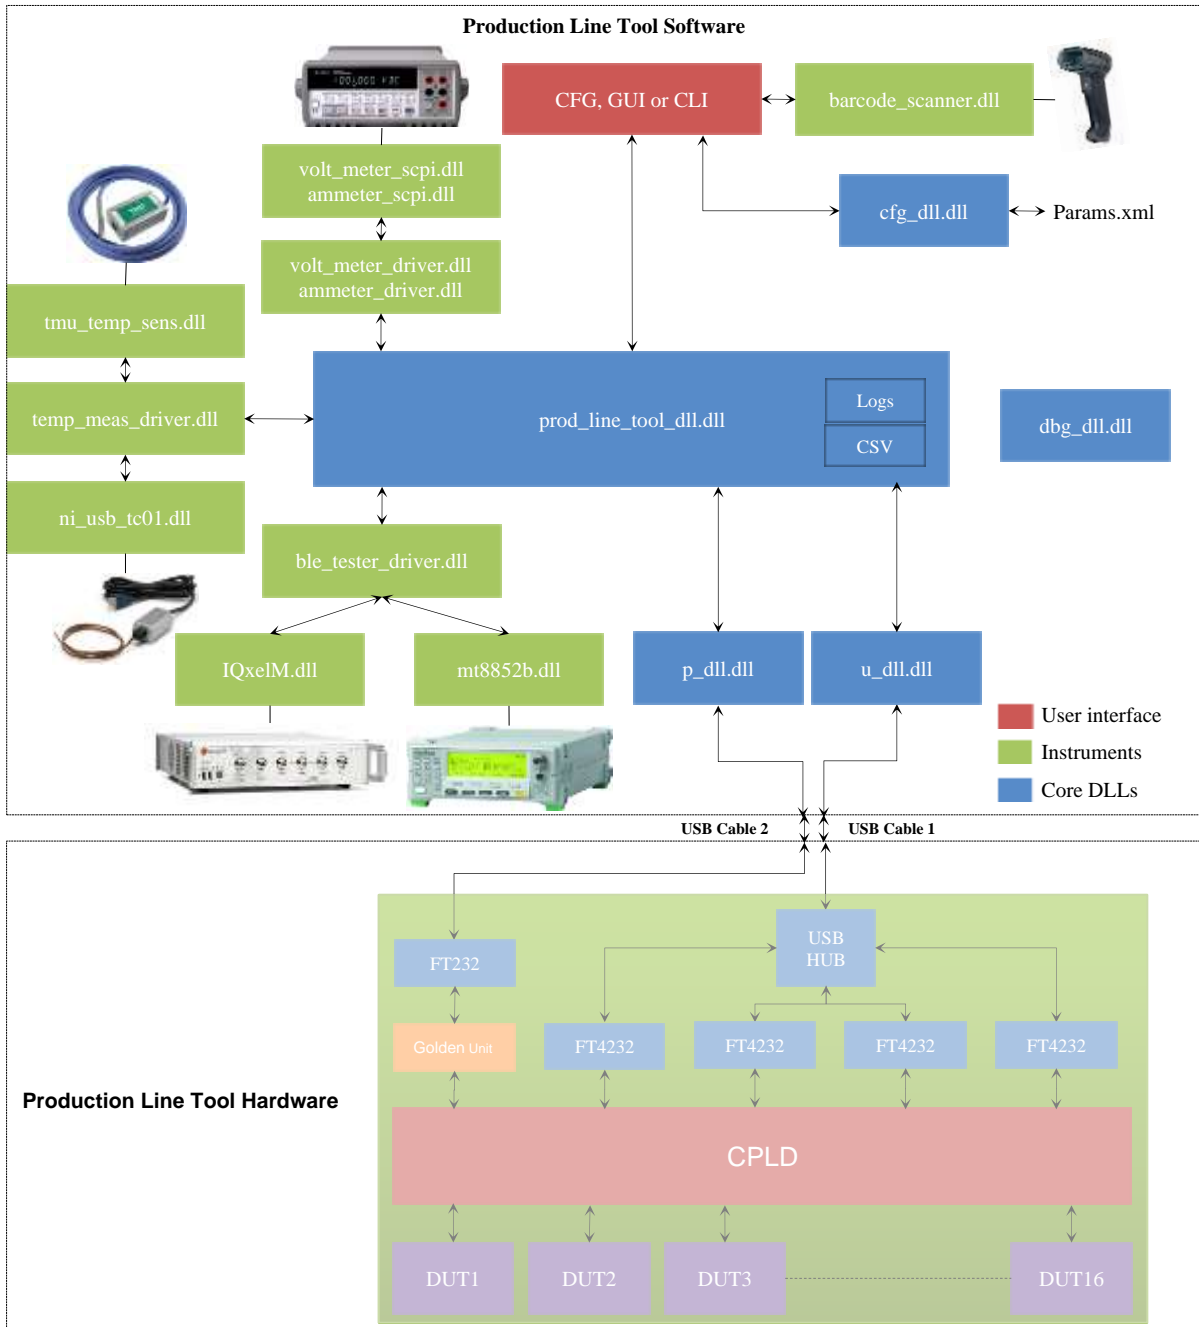 Production Line Tool Software
CFG, GUI or CLI
barcode_scanner.dll
volt_meter_scpi.dll
ammeter_scpi.dll
cfg_dll.dll
Params.xml
volt_meter_driver.dll
ammeter_driver.dll
tmu_temp_sens.dll
temp_meas_driver.dll
prod_line_tool_dll.dll
Logs
CSV
dbg_dll.dll
ni_usb_tc01.dll
ble_tester_driver.dll
IQxelM.dll
mt8852b.dll
p_dll.dll
u_dll.dll
User interface
Instruments
Core DLLs
USB Cable 2
USB Cable 1
USB
HUB
FT232
Golden Unit
FT4232
FT4232
FT4232
FT4232
Production Line Tool Hardware
CPLD
DUT1
DUT2
DUT3
DUT16